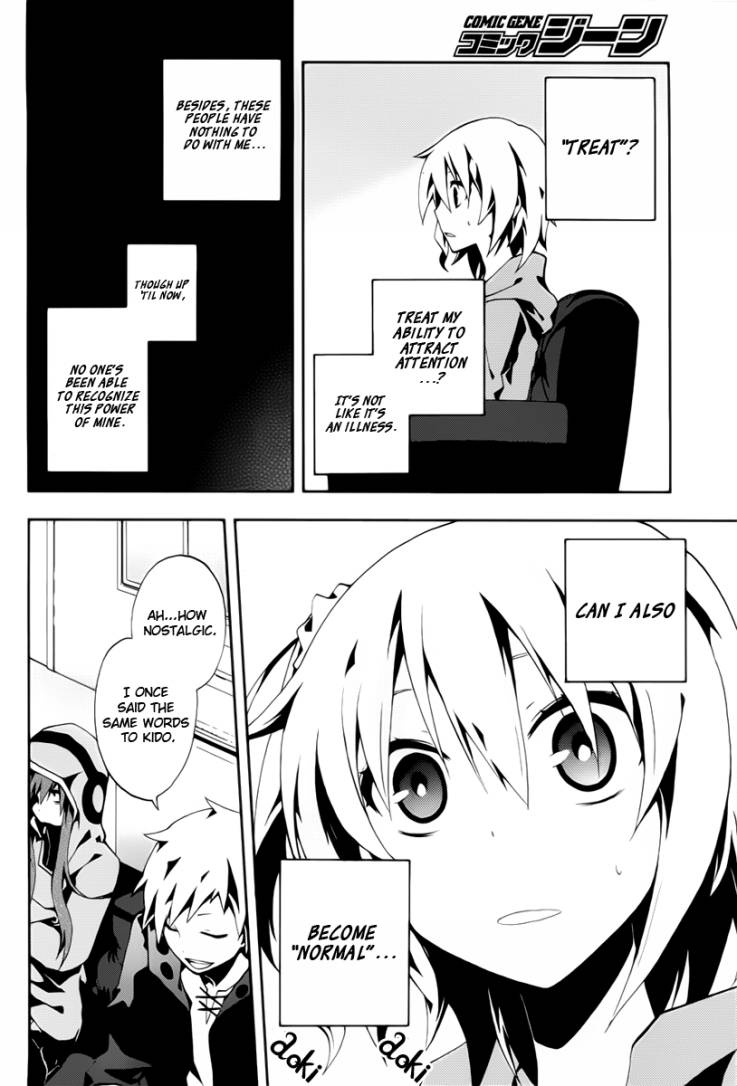 COMIC GENE
コミックジーン
"TREAT"?
TREAT MY
ABILITY TO
ATTRACT
ATTENTION
...?
IT'S NOT
LIKE IT'S
AN ILLNESS.
BESIDES, THESE
PEOPLE HAVE
NOTHING TO
DO WITH ME...
THOUGH UP
'TIL NOW,
NO ONE'S
BEEN ABLE
TO RECOGNIZE
THIS POWER
OF MINE.
CAN I ALSO
BECOME
"NORMAL"...
aoki
aoki
AH...HOW
NOSTALGIC.
I ONCE
SAID THE
SAME WORDS
TO KIDO.